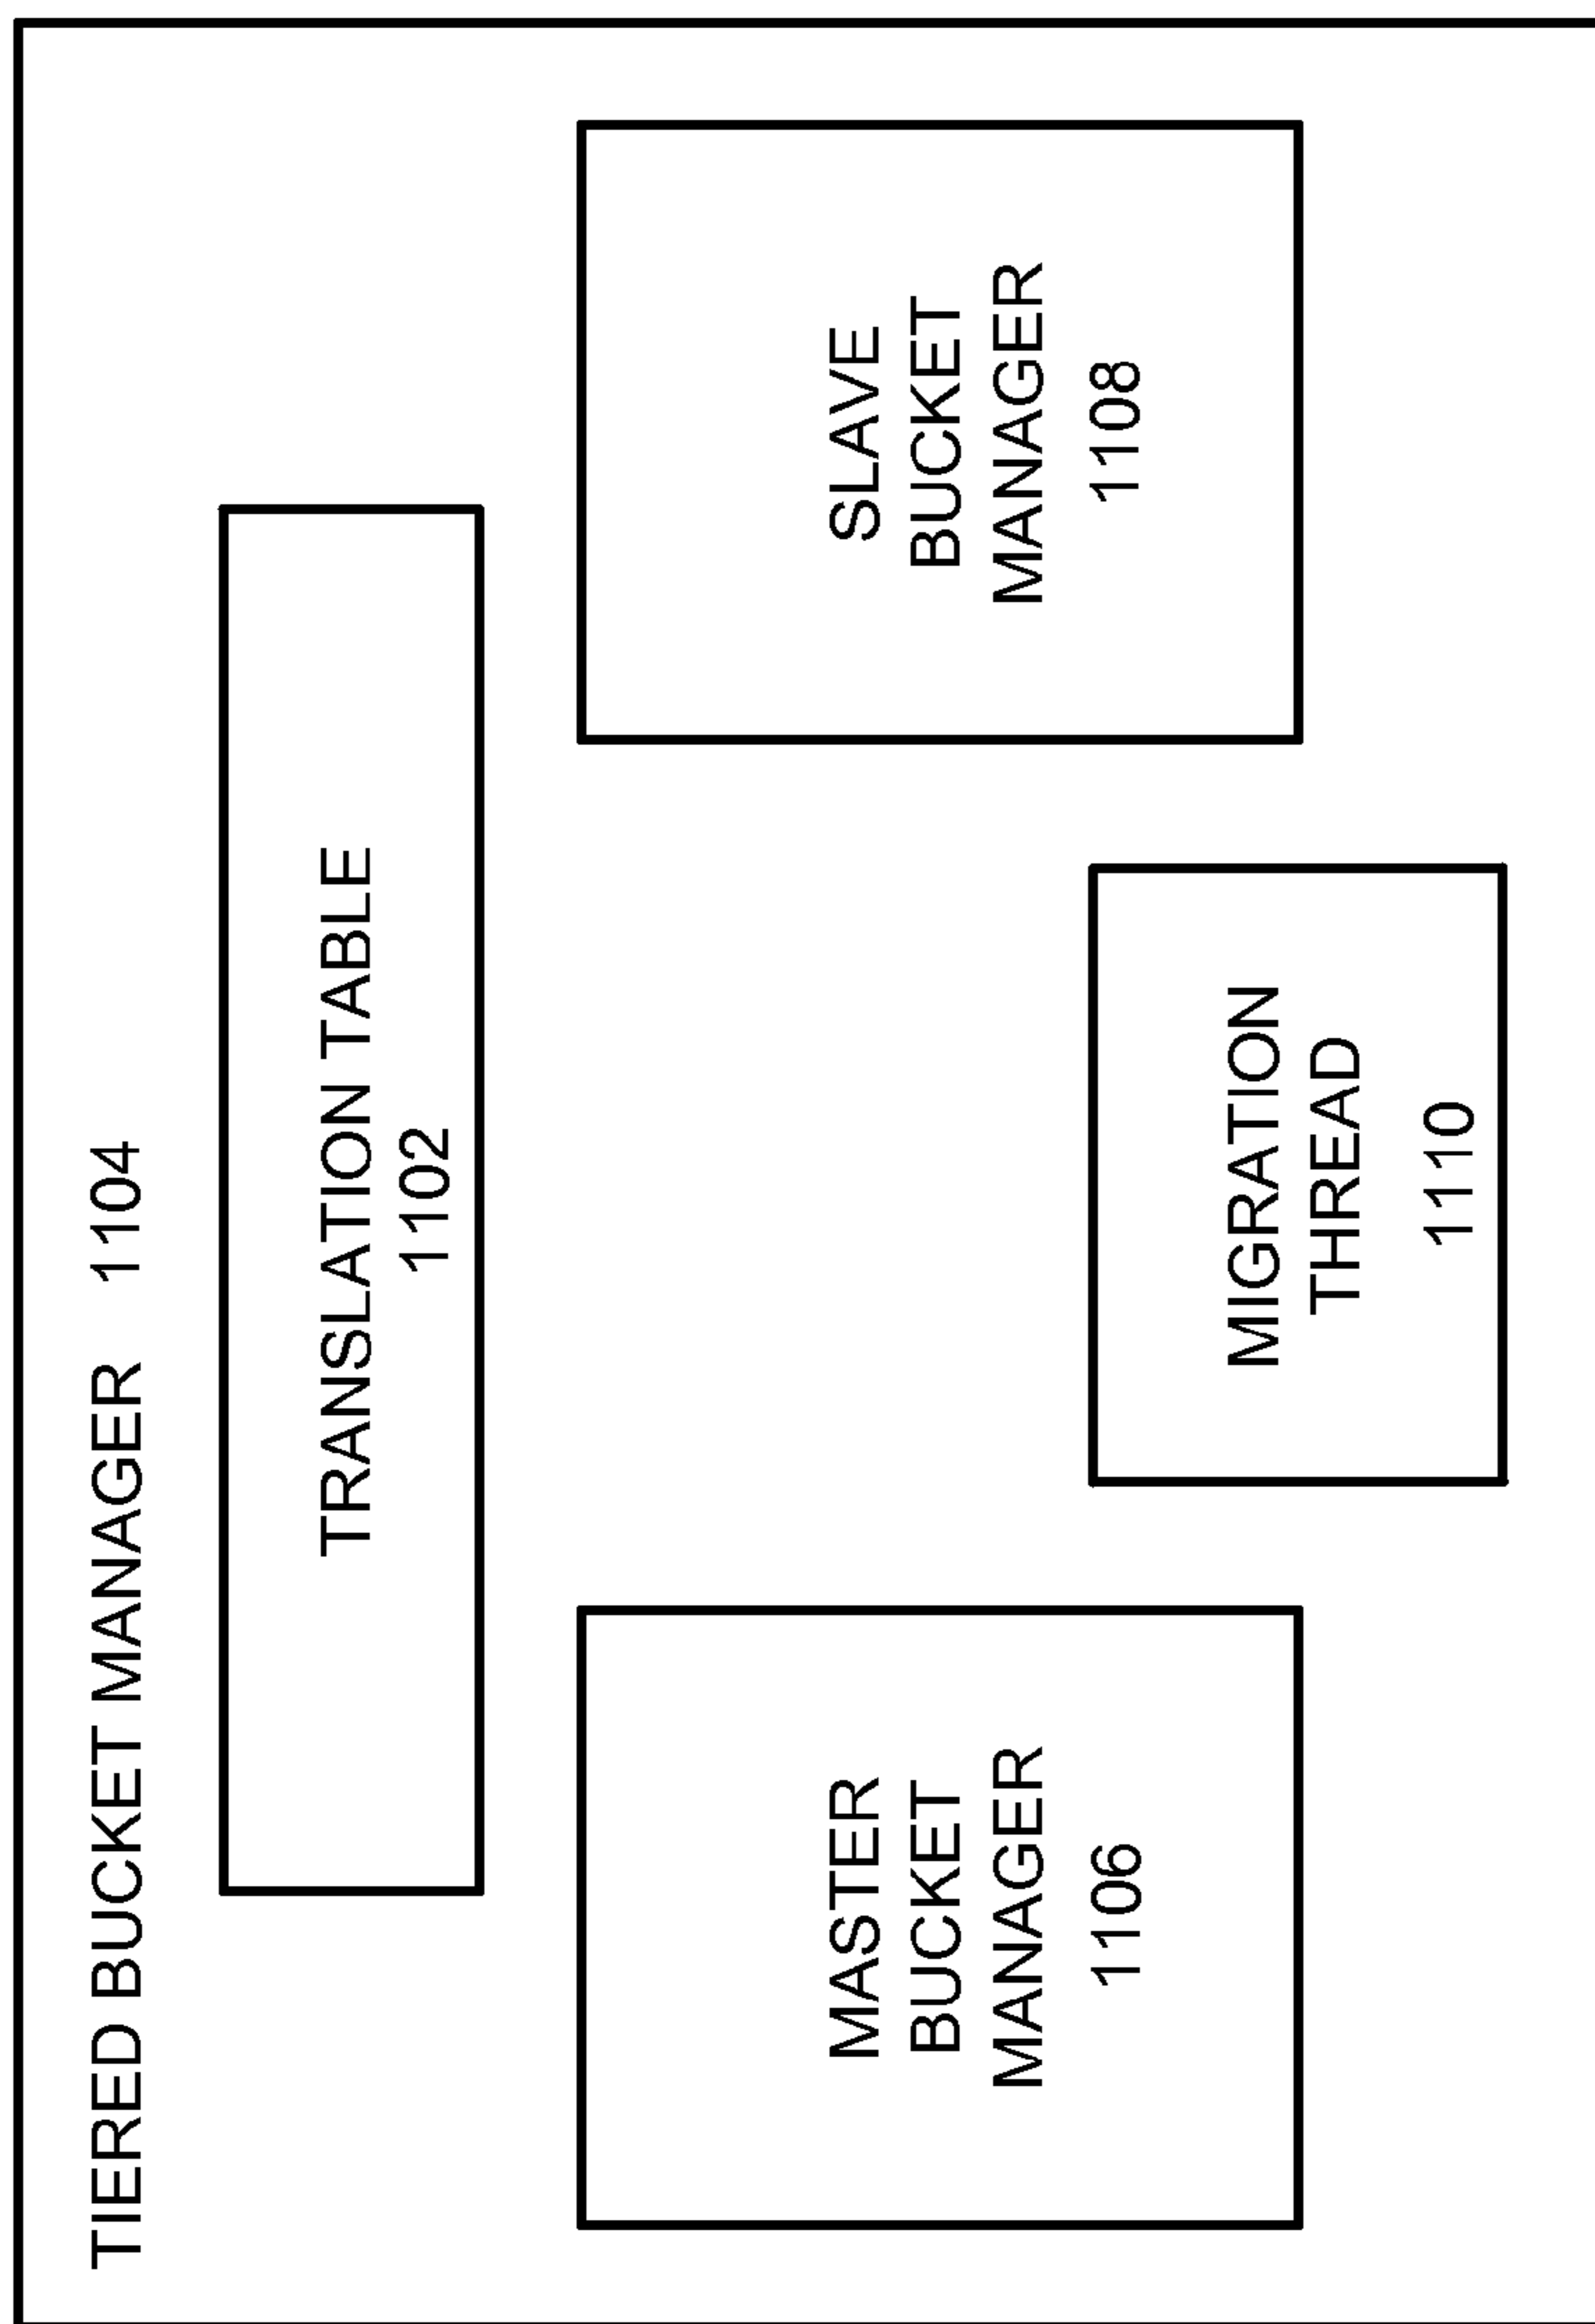 TIERED BUCKET MANAGER 1104
TRANSLATION TABLE
1102
MASTER
BUCKET
MANAGER
1106
SLAVE
BUCKET
MANAGER
1108
MIGRATION
THREAD
1110